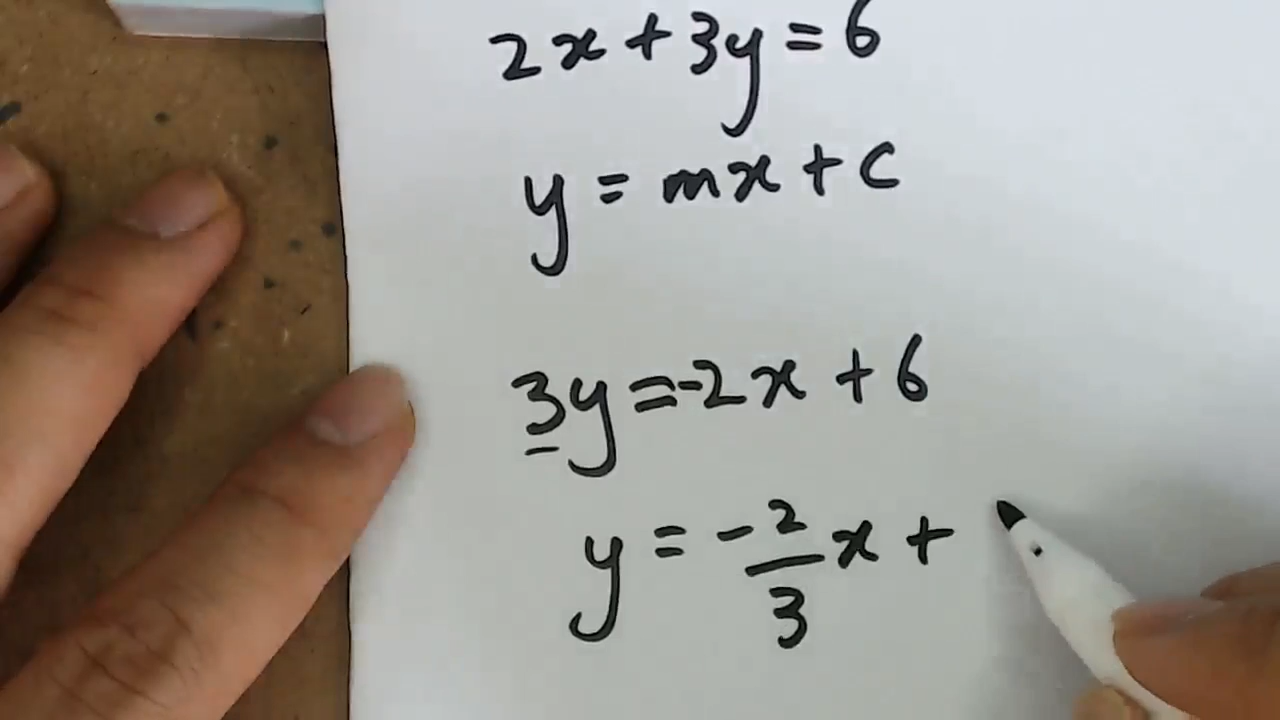 2x + 3y = 6
y = mx + c
3y = -2x + 6
y = -2/3 x +